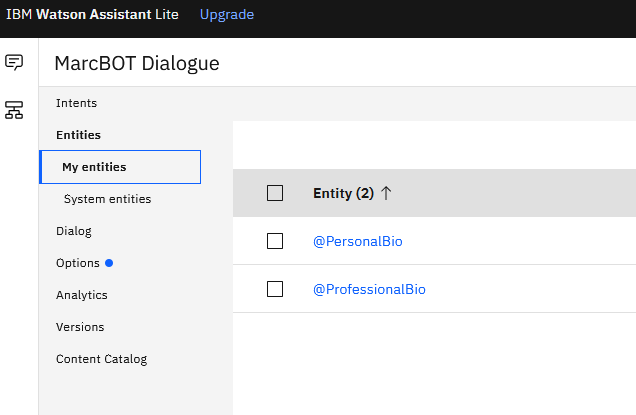 IBM Watson Assistant Lite Upgrade
MarcBOT Dialogue
Intents
Entities
My entities
System entities
Dialog
Options
Analytics
Versions
Content Catalog
Entity (2) ↑
@PersonalBio
@ProfessionalBio